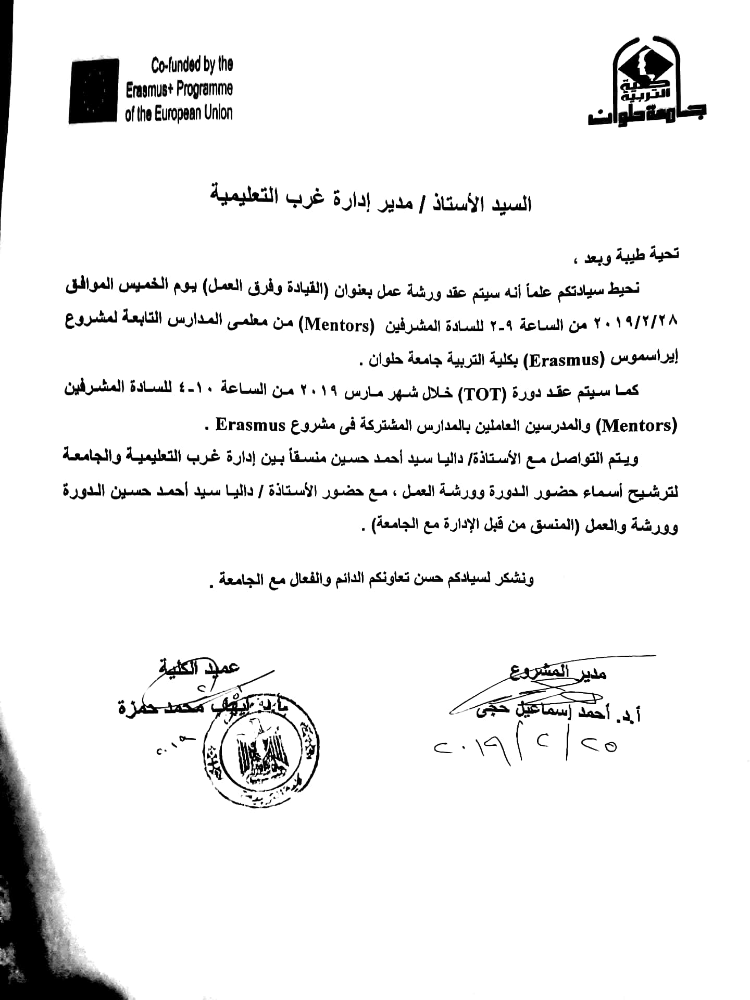 Co-funded by the
Erasmus+ Programme
of the European Union
كلية
التربية
جامعة حلوان
السيد الأستاذ / مدير إدارة غرب التعليمية
تحية طيبة وبعد ،
نحيط سيادتكم علماً أنه سيتم عقد ورشة عمل بعنوان (القيادة وفرق العمل) يوم الخميس الموافق
٢٠١٩/٢/٢٨ من الساعة ٩-٢ للسادة المشرفين (Mentors) من معلمى المدارس التابعة لمشروع
إيراسموس (Erasmus) بكلية التربية جامعة حلوان .
كما سيتم عقد دورة (TOT) خلال شهر مارس ٢٠١٩ من الساعة ١٠-٤ للسادة المشرفين
(Mentors) والمدرسين العاملين بالمدارس المشتركة فى مشروع Erasmus .
ويتم التواصل مع الأستاذة/ داليا سيد أحمد حسين منسقاً بين إدارة غرب التعليمية والجامعة
لترشيح أسماء حضور الدورة وورشة العمل ، مع حضور الأستاذة / داليا سيد أحمد حسين الدورة
وورشة والعمل (المنسق من قبل الإدارة مع الجامعة) .
ونشكر لسيادكم حسن تعاونكم الدائم والفعال مع الجامعة .
مدير المشروع
أ.د. أحمد إسماعيل حجى
٢٠١٩/٢/٢٥
عميد الكلية
إيهاب محمد حمزة
٢٠١٩